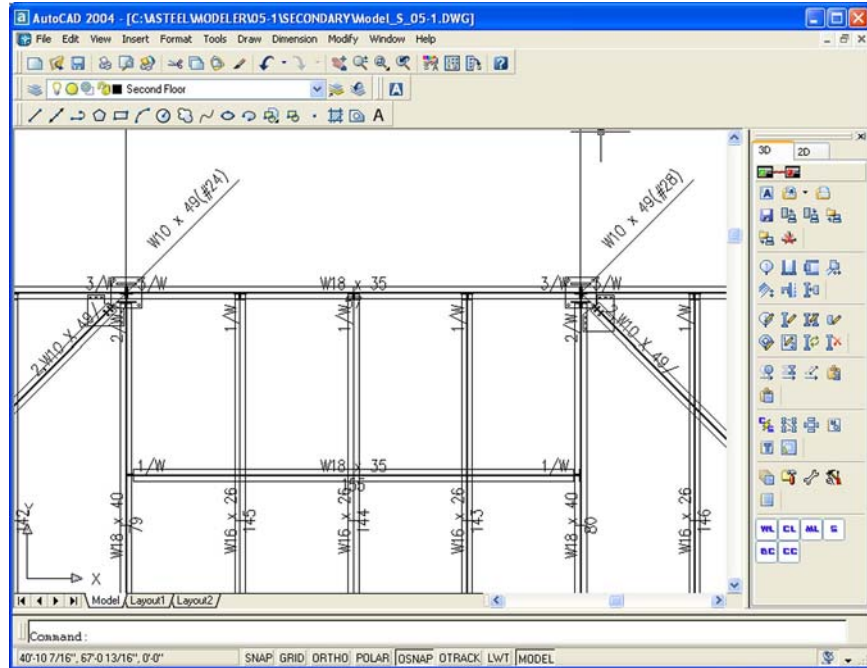 AutoCAD 2004 - [C:\ASTEEL\MODELER\05-1\SECONDARY\Model_S_05-1.DWG]
File Edit View Insert Format Tools Draw Dimension Modify Window Help
Second Floor
A
3D 2D
W10 x 49(#24) W10 x 49(#28)
3/W 3/W W18 x 35 3/W 3/W
2/W 1/W 1/W 1/W 2/W 1/W
2,W10 x 49/ 2,W10 x 49/
1/W W18 x 35 1/W
155
142 W18 x 40 W16 x 26 W16 x 26 W16 x 26 W18 x 40 W16 x 26
79 145 144 143 80 146
Y
X
WL CL ML S
BC CC
Model Layout1 Layout2
Command:
40'-10 7/16", 67'-0 13/16", 0'-0" SNAP GRID ORTHO POLAR OSNAP OTRACK LWT MODEL